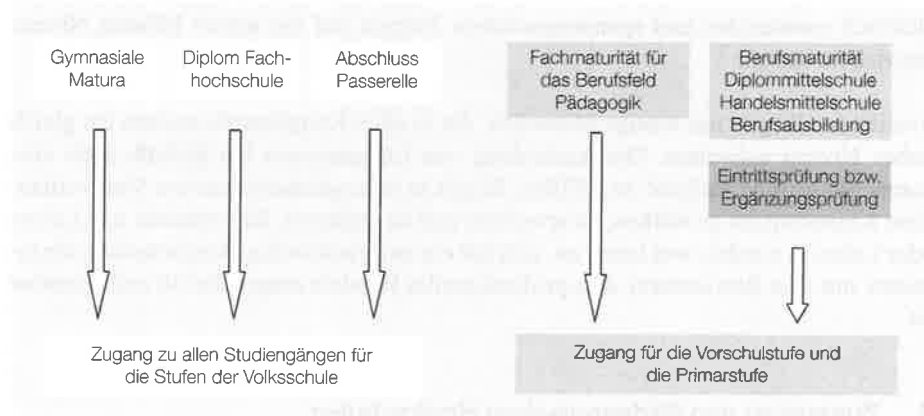 Gymnasiale
Matura
Diplom Fach-
hochschule
Abschluss
Passerelle
Fachmaturität für
das Berufsfeld
Pädagogik
Berufsmaturität
Diplommittelschule
Handelsmittelschule
Berufsausbildung
Eintrittsprüfung bzw.
Ergänzungsprüfung
Zugang zu allen Studiengängen für
die Stufen der Volksschule
Zugang für die Vorschulstufe und
die Primarstufe